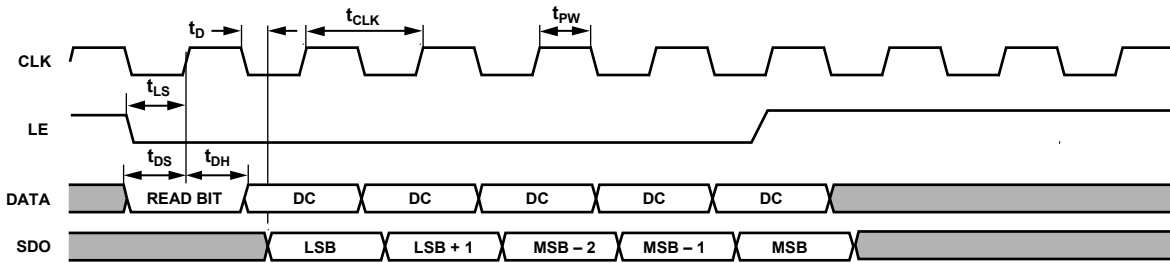 tD
tCLK
tPW
CLK
tLS
LE
tDS
tDH
DATA
READ BIT
DC
DC
DC
DC
DC
SDO
LSB
LSB + 1
MSB – 2
MSB – 1
MSB